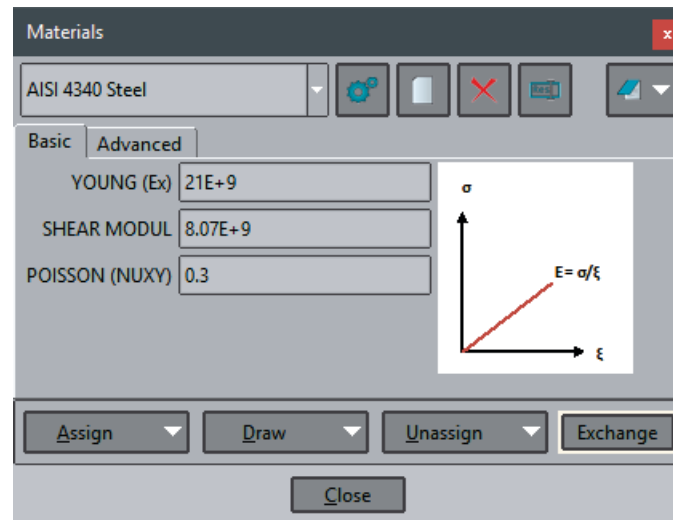 Materials
x
AISI 4340 Steel
Basic Advanced
YOUNG (Ex) 21E+9
SHEAR MODUL 8.07E+9
POISSON (NUXY) 0.3
σ
E= σ/ξ
ξ
Assign Draw Unassign Exchange
Close